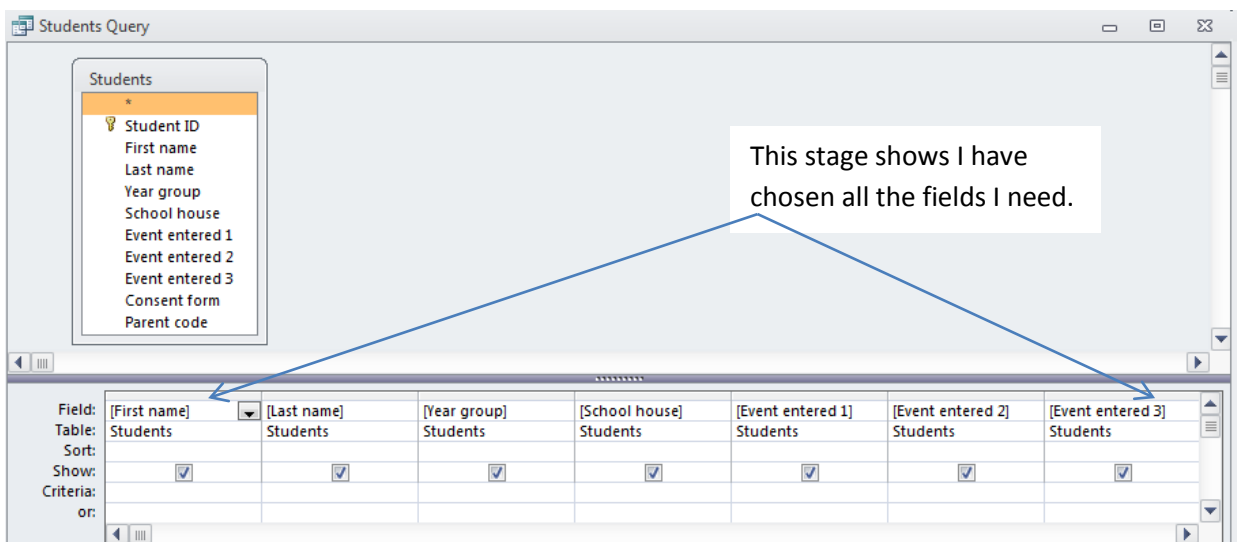 Students Query
Students
*
Student ID
First name
Last name
Year group
School house
Event entered 1
Event entered 2
Event entered 3
Consent form
Parent code
This stage shows I have
chosen all the fields I need.
Field: [First name] [Last name] [Year group] [School house] [Event entered 1] [Event entered 2] [Event entered 3]
Table: Students Students Students Students Students Students Students
Sort:
Show:
Criteria:
or: